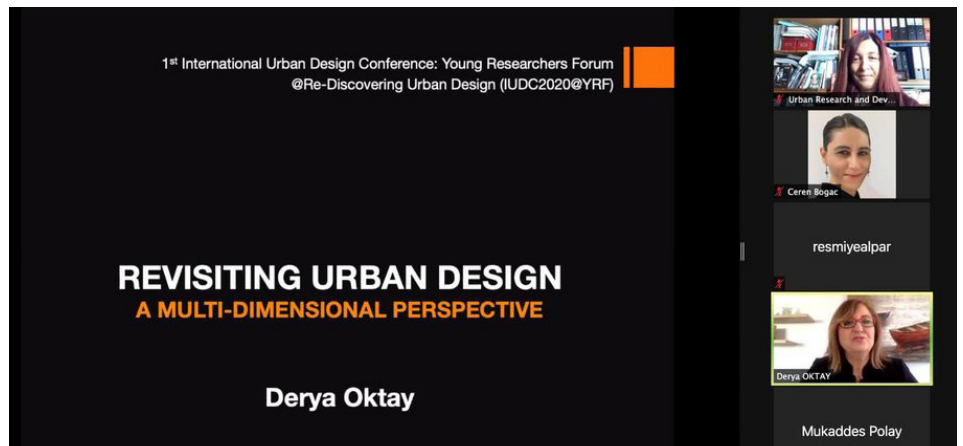 1st International Urban Design Conference: Young Researchers Forum
@Re-Discovering Urban Design (IUDC2020@YRF)
REVISITING URBAN DESIGN
A MULTI-DIMENSIONAL PERSPECTIVE
Derya Oktay
Urban Research and Dev...
Ceren Bogac
resmiyealpar
Derya OKTAY
Mukaddes Polay